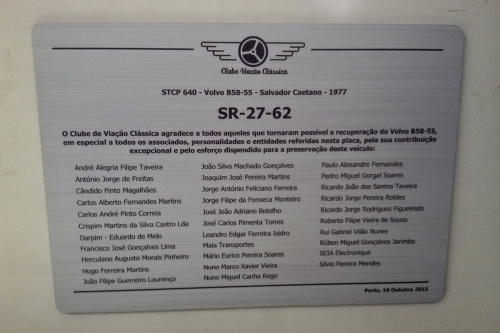 Clube Viação Clássica
STCP 640 - Volvo B58-55 - Salvador Caetano - 1977
SR-27-62
O Clube de Viação Clássica agradece a todos aqueles que tornaram possível a recuperação do Volvo B58-55,
em especial a todos os associados, personalidades e entidades referidas nesta placa, pela sua contribuição
excepcional e pelo esforço dispendido para a preservação deste veículo:
André Alegria Filipe Taveira
António Jorge de Freitas
Cândido Pinto Magalhães
Carlos Alberto Fernandes Martins
Carlos André Pinto Correia
Crispim Martins da Silva Castro Lda
Darpim - Eduardo de Melo
Francisco José Gonçalves Lima
Herculano Augusto Morais Pinheiro
Hugo Ferreira Martins
João Filipe Guerreiro Lourenço
João Silva Machado Gonçalves
Joaquim José Pereira Martins
Jorge António Feliciano Ferreira
Jorge Filipe da Fonseca Monteiro
José João Adriano Botelho
José Carlos Pimenta Torres
Leandro Edgar Ferreira Isidro
Maia Transportes
Mário Eurico Pereira Soares
Nuno Marco Xavier Vieira
Nuno Miguel Canha Rego
Paulo Alexandre Fernandes
Pedro Miguel Gorgal Soares
Ricardo João dos Santos Taveira
Ricardo Jorge Pereira Robles
Ricardo Jorge Rodrigues Figueiredo
Roberto Filipe Vieira de Sousa
Rui Gabriel Vilão Nunes
Rúben Miguel Gonçalves Jarimba
SEIA Electronique
Sílvio Pereira Mendes
Porto, 10 Outubro 2015